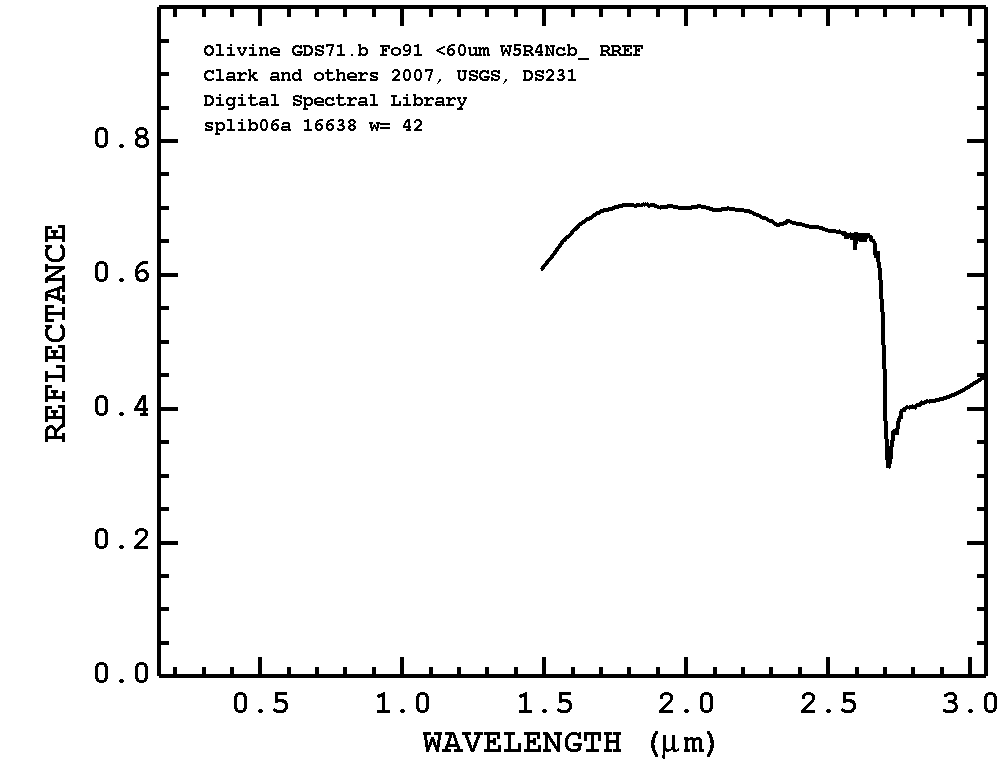 Olivine GDS71.b Fo91 <60um W5R4Ncb_ RREF
Clark and others 2007, USGS, DS231
Digital Spectral Library
splib06a 16638 w= 42
REFLECTANCE
0.8
0.6
0.4
0.2
0.0
0.5 1.0 1.5 2.0 2.5 3.0
WAVELENGTH (μm)